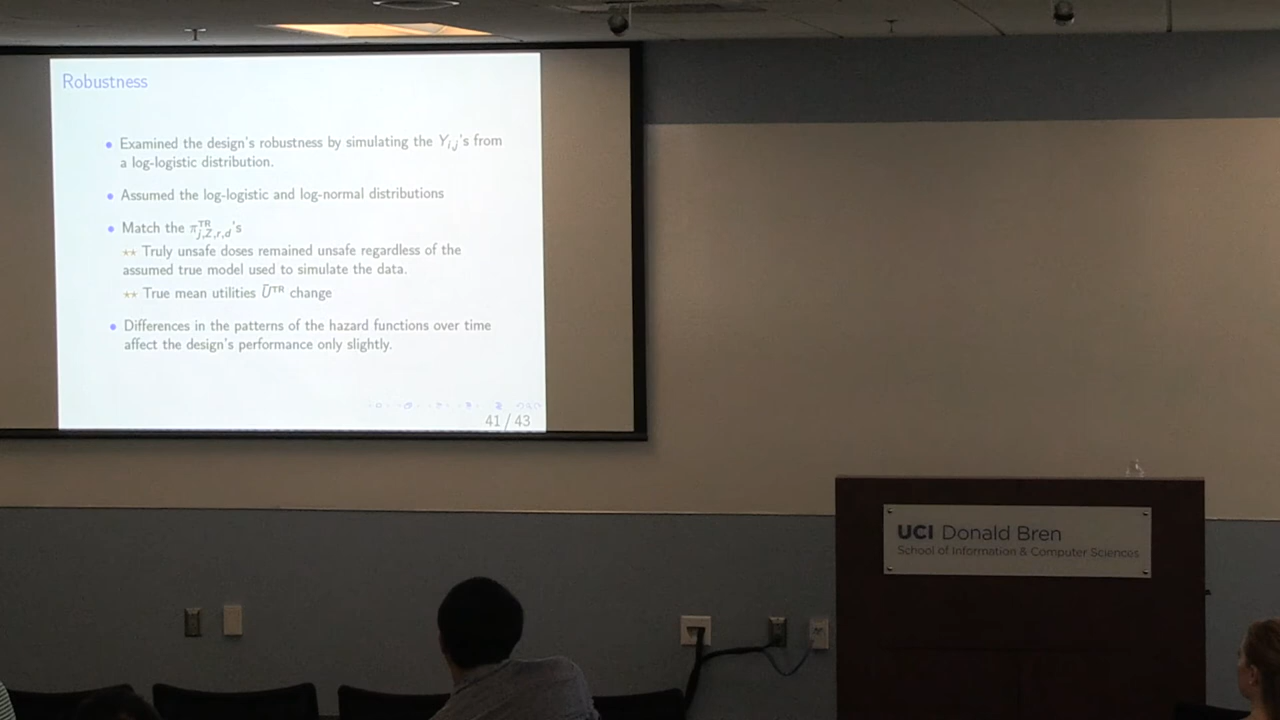 Robustness
• Examined the design's robustness by simulating the Y_{i,j}'s from
a log-logistic distribution.
• Assumed the log-logistic and log-normal distributions
• Match the π^{TR}_{j,Z,r,d}'s
⋆⋆ Truly unsafe doses remained unsafe regardless of the
assumed true model used to simulate the data.
⋆⋆ True mean utilities Ū^{TR} change
• Differences in the patterns of the hazard functions over time
affect the design's performance only slightly.
41 / 43
UCI Donald Bren
School of Information & Computer Sciences